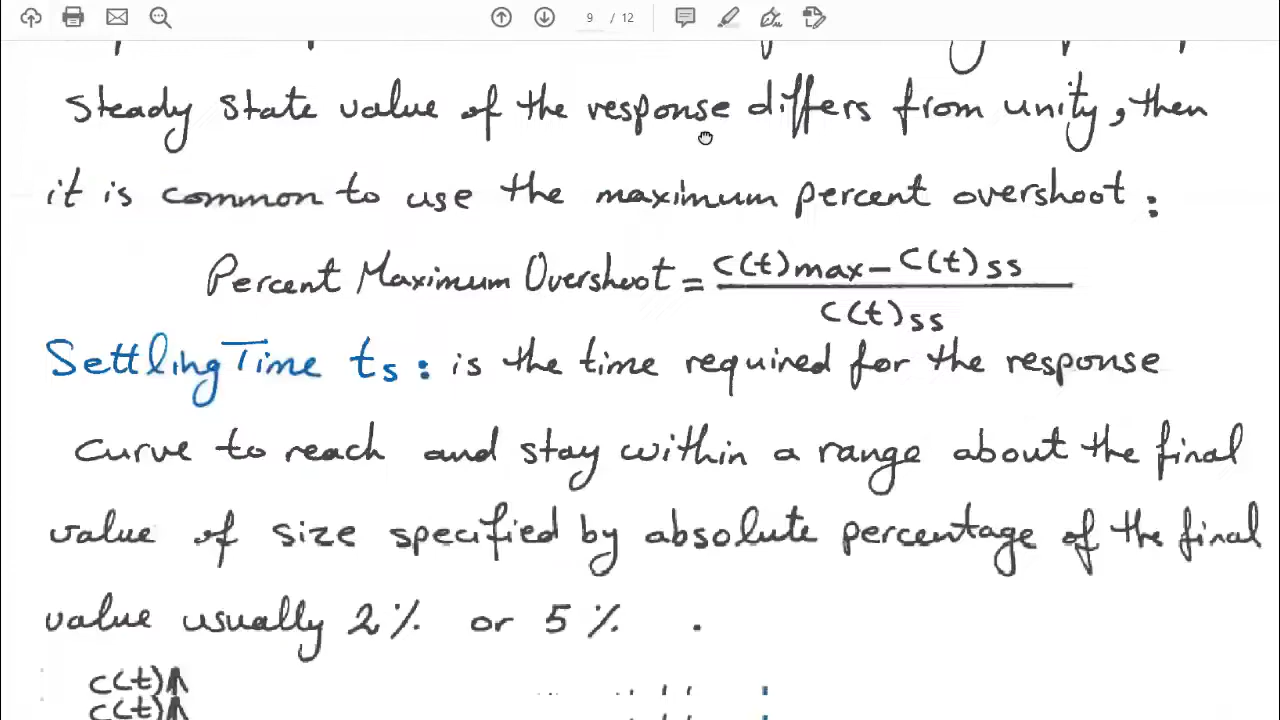 9 / 12
steady state value of the response differs from unity, then
it is common to use the maximum percent overshoot :
Percent Maximum Overshoot = C(t)max - C(t)ss
C(t)ss
Settling Time ts : is the time required for the response
curve to reach and stay within a range about the final
value of size specified by absolute percentage of the final
value usually 2% or 5% .
C(t)
C(t)